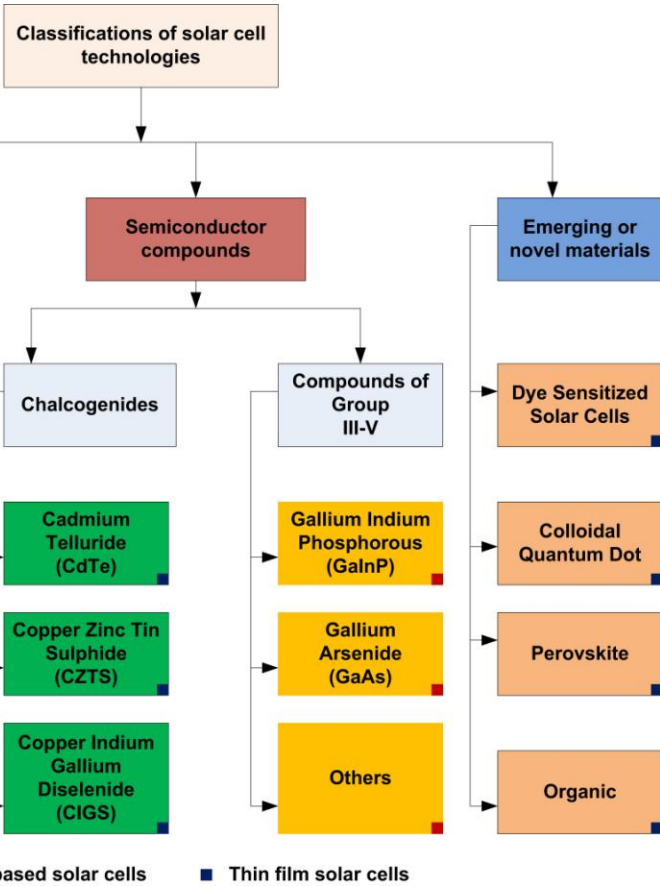 Classifications of solar cell
technologies
Semiconductor
compounds
Emerging or
novel materials
Chalcogenides
Compounds of
Group
III-V
Dye Sensitized
Solar Cells
Cadmium
Telluride
(CdTe)
Gallium Indium
Phosphorous
(GaInP)
Colloidal
Quantum Dot
Copper Zinc Tin
Sulphide
(CZTS)
Gallium
Arsenide
(GaAs)
Perovskite
Copper Indium
Gallium
Diselenide
(CIGS)
Others
Organic
based solar cells
Thin film solar cells